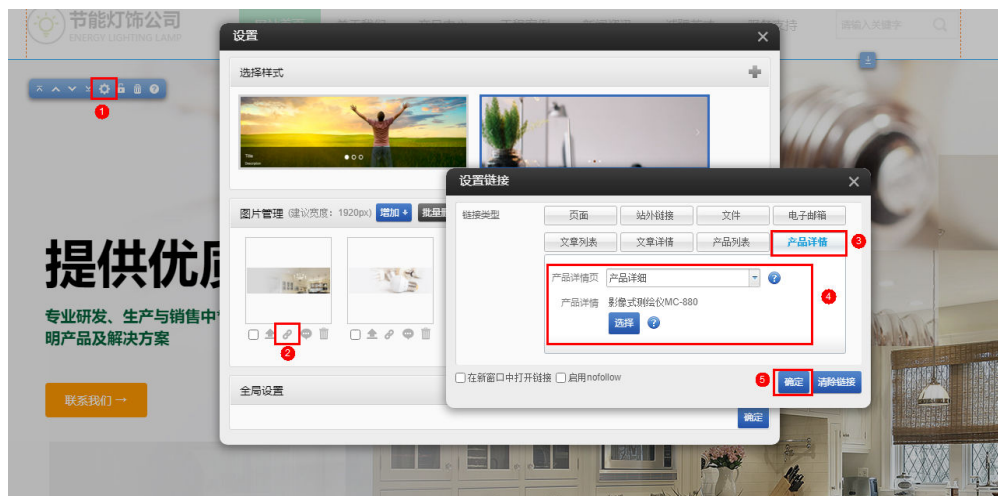 节能灯饰公司
ENERGY LIGHTING LAMP
请输入关键字
设置
选择样式
Title
图片管理 (建议宽度：1920px) 增加 +
1
2
全局设置
确定
设置链接
链接类型
页面 站外链接 文件 电子邮箱
文章列表 文章详情 产品列表 产品详情
3
产品详情页 产品详细
4
产品详情 影像式测绘仪MC-880
选择
在新窗口中打开链接 启用nofollow
5
确定 清除链接
提供优质
专业研发、生产与销售中
明产品及解决方案
联系我们 →